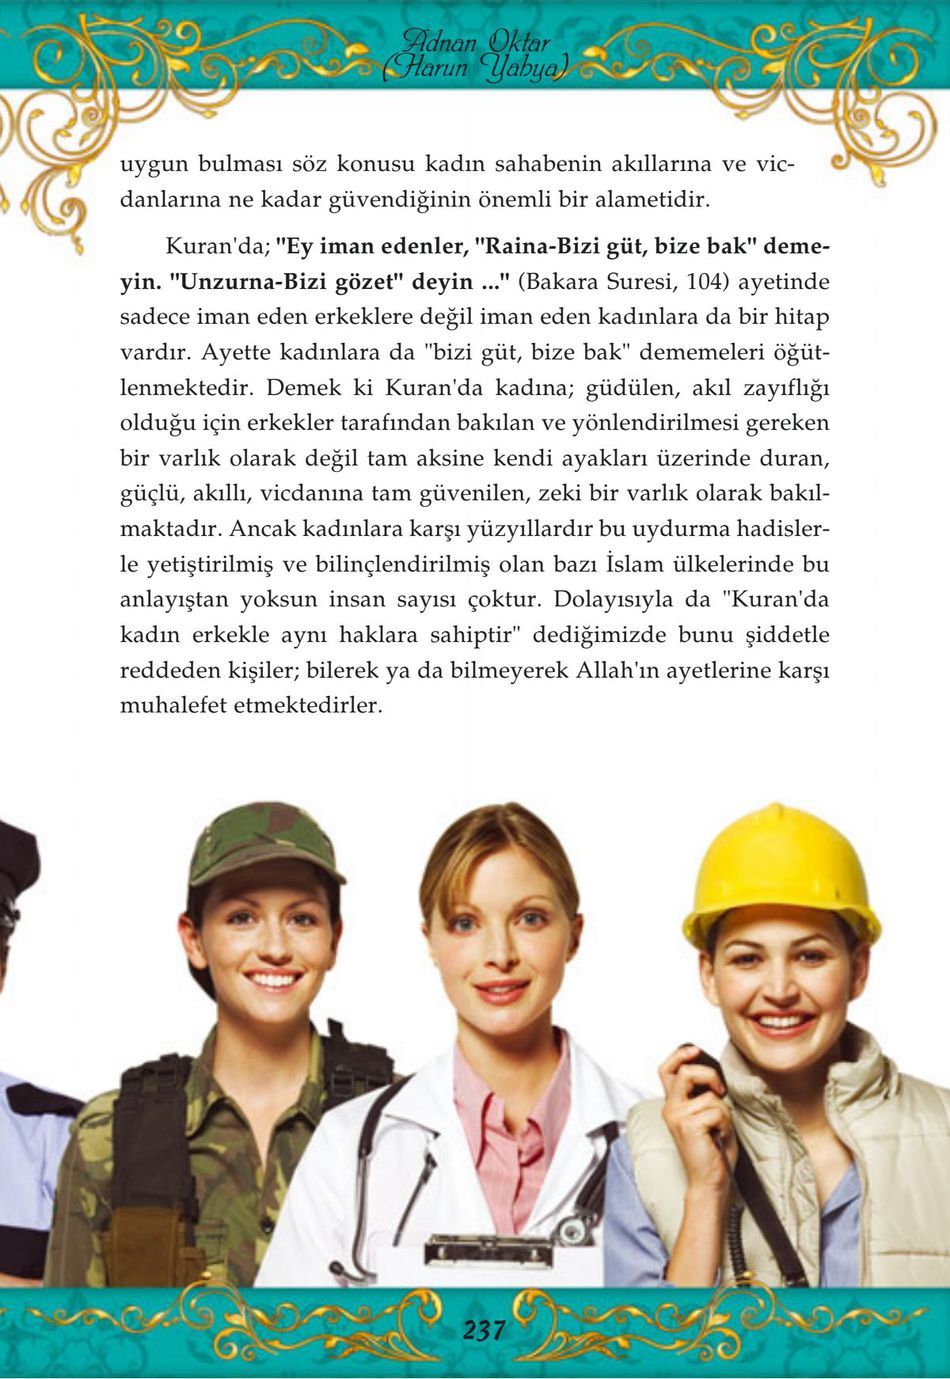 Adnan Oktar
(Harun Yahya)
uygun bulması söz konusu kadın sahabenin akıllarına ve vic-
danlarına ne kadar güvendiğinin önemli bir alametidir.
Kuran'da; "Ey iman edenler, "Raina-Bizi güt, bize bak" deme-
yin. "Unzurna-Bizi gözet" deyin ..." (Bakara Suresi, 104) ayetinde
sadece iman eden erkeklere değil iman eden kadınlara da bir hitap
vardır. Ayette kadınlara da "bizi güt, bize bak" dememeleri öğüt-
lenmektedir. Demek ki Kuran'da kadına; güdülen, akıl zayıflığı
olduğu için erkekler tarafından bakılan ve yönlendirilmesi gereken
bir varlık olarak değil tam aksine kendi ayakları üzerinde duran,
güçlü, akıllı, vicdanına tam güvenilen, zeki bir varlık olarak bakıl-
maktadır. Ancak kadınlara karşı yüzyıllardır bu uydurma hadisler-
le yetiştirilmiş ve bilinçlendirilmiş olan bazı İslam ülkelerinde bu
anlayıştan yoksun insan sayısı çoktur. Dolayısıyla da "Kuran'da
kadın erkekle aynı haklara sahiptir" dediğimizde bunu şiddetle
reddeden kişiler; bilerek ya da bilmeyerek Allah'ın ayetlerine karşı
muhalefet etmektedirler.
237